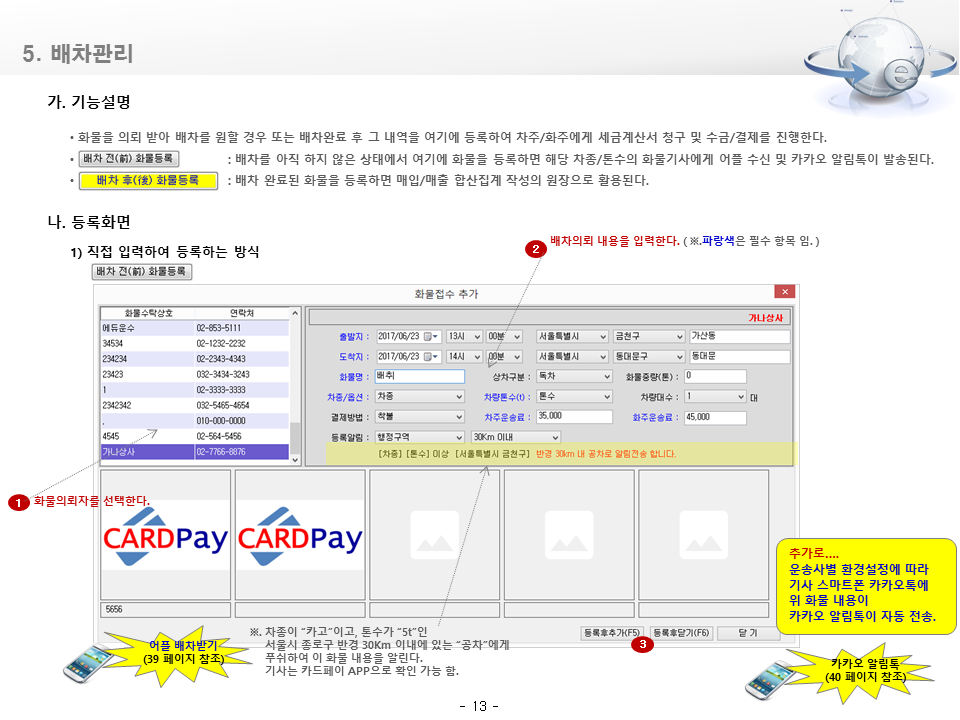 5. 배차관리
가. 기능설명
• 화물을 의뢰 받아 배차를 원할 경우 또는 배차완료 후 그 내역을 여기에 등록하여 차주/화주에게 세금계산서 청구 및 수금/결제를 진행한다.
• 배차 전(前) 화물등록 : 배차를 아직 하지 않은 상태에서 여기에 화물을 등록하면 해당 차종/톤수의 화물기사에게 어플 수신 및 카카오 알림톡이 발송된다.
• 배차 후(後) 화물등록 : 배차 완료된 화물을 등록하면 매입/매출 합산집계 작성의 원장으로 활용된다.
나. 등록화면
1) 직접 입력하여 등록하는 방식
배차 전(前) 화물등록
2 배차의뢰 내용을 입력한다. ( ※.파랑색은 필수 항목 임. )
화물접수 추가
화물수탁상호 연락처
에듀운수 02-853-5111
34534 02-1232-2232
234234 02-2343-4343
23423 032-3434-3243
1 02-3333-3333
2342342 032-5465-4654
. 010-000-0000
4545 02-564-5456
가나상사 02-7766-8876
가나상사
출발지 : 2017/06/23 13시 00분 서울특별시 금천구 가산동
도착지 : 2017/06/23 14시 00분 서울특별시 동대문구 동대문
화물명 : 배추 상차구분 : 독차 화물중량(톤) : 0
차종/옵션 : 차종 차량톤수(t) : 톤수 차량대수 : 1 대
결제방법 : 착불 차주운송료 : 35,000 화주운송료 : 45,000
등록알림 : 행정구역 30Km 이내
[차종] [톤수] 이상 [서울특별시 금천구] 반경 30km 내 공차로 알림전송 합니다.
1 화물의뢰자를 선택한다.
CARDPay CARDPay
5656
추가로....
운송사별 환경설정에 따라
기사 스마트폰 카카오톡에
위 화물 내용이
카카오 알림톡이 자동 전송.
등록후추가(F5) 등록후닫기(F6) 닫 기
3
어플 배차받기
(39 페이지 참조)
※. 차종이 “카고”이고, 톤수가 “5t”인
서울시 종로구 반경 30Km 이내에 있는 “공차”에게
푸쉬하여 이 화물 내용을 알린다.
기사는 카드페이 APP으로 확인 가능 함.
카카오 알림톡
(40 페이지 참조)
- 13 -